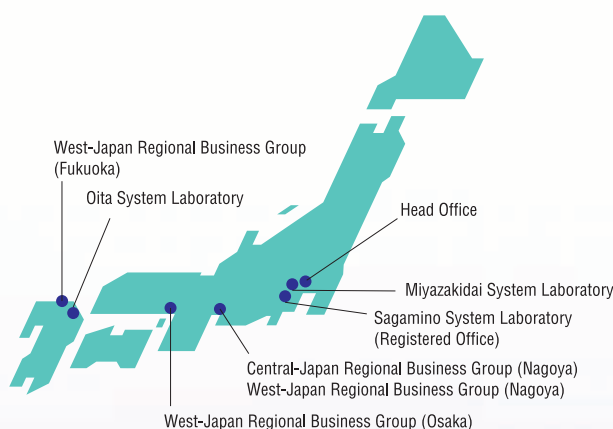 West-Japan Regional Business Group
(Fukuoka)
Oita System Laboratory
Head Office
Miyazakidai System Laboratory
Sagamino System Laboratory
(Registered Office)
Central-Japan Regional Business Group (Nagoya)
West-Japan Regional Business Group (Nagoya)
West-Japan Regional Business Group (Osaka)